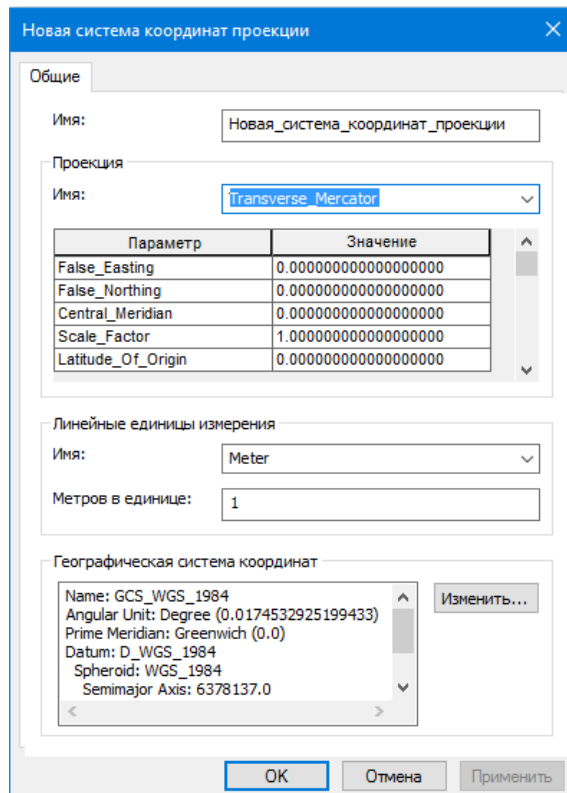 Новая система координат проекции
Общие
Имя:
Новая_система_координат_проекции
Проекция
Имя:
Transverse_Mercator
Параметр Значение
False_Easting 0.000000000000000000
False_Northing 0.000000000000000000
Central_Meridian 0.000000000000000000
Scale_Factor 1.000000000000000000
Latitude_Of_Origin 0.000000000000000000
Линейные единицы измерения
Имя:
Meter
Метров в единице:
1
Географическая система координат
Name: GCS_WGS_1984
Angular Unit: Degree (0.0174532925199433)
Prime Meridian: Greenwich (0.0)
Datum: D_WGS_1984
Spheroid: WGS_1984
Semimajor Axis: 6378137.0
Изменить...
OK Отмена Применить